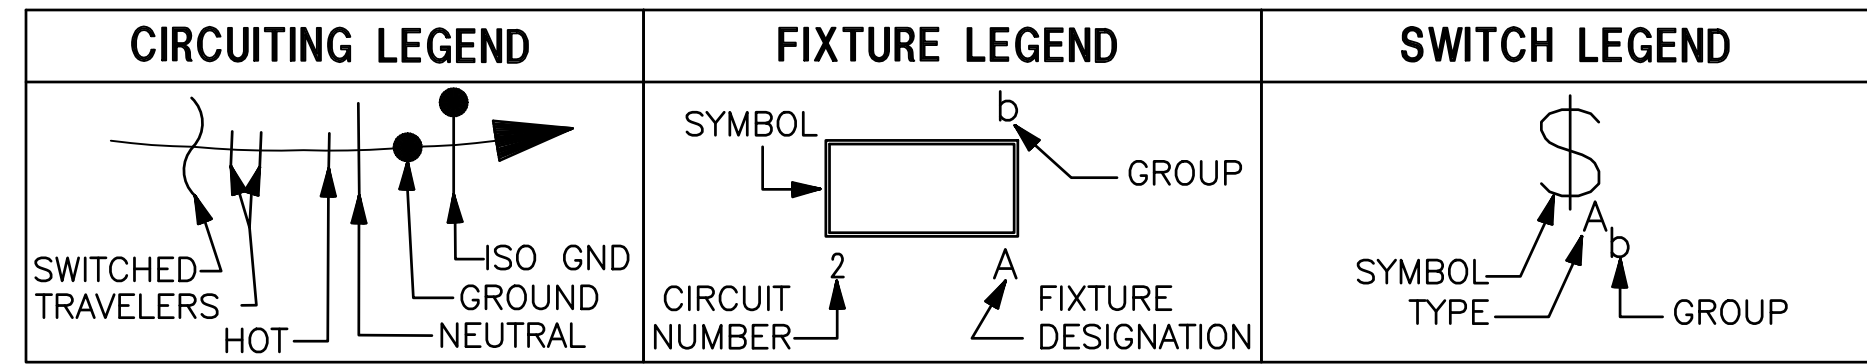 CIRCUITING LEGEND
SWITCHED
TRAVELERS
HOT
ISO GND
GROUND
NEUTRAL
FIXTURE LEGEND
SYMBOL
b
GROUP
2
A
CIRCUIT
NUMBER
FIXTURE
DESIGNATION
SWITCH LEGEND
$
A
b
SYMBOL
TYPE
GROUP